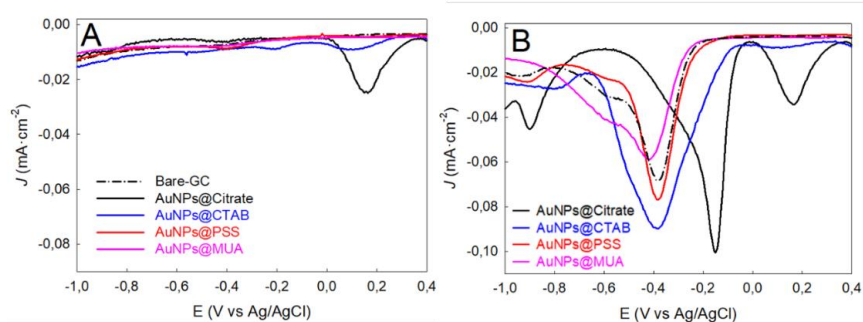 A
0,00
-0,02
-0,04
-0,06
-0,08
J (mA·cm-2)
Bare-GC
AuNPs@Citrate
AuNPs@CTAB
AuNPs@PSS
AuNPs@MUA
-1,0 -0,8 -0,6 -0,4 -0,2 0,0 0,2 0,4
E (V vs Ag/AgCl)
B
0,00
-0,02
-0,04
-0,06
-0,08
-0,10
J (mA·cm-2)
AuNPs@Citrate
AuNPs@CTAB
AuNPs@PSS
AuNPs@MUA
-1,0 -0,8 -0,6 -0,4 -0,2 0,0 0,2 0,4
E (V vs Ag/AgCl)